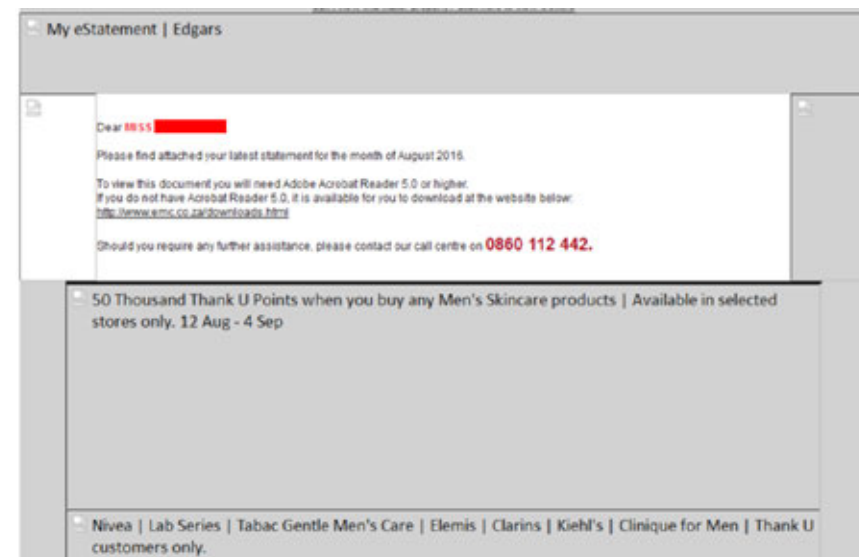 My eStatement | Edgars
Dear MISS
Please find attached your latest statement for the month of August 2016.
To view this document you will need Adobe Acrobat Reader 5.0 or higher.
If you do not have Acrobat Reader 5.0, it is available for you to download at the website below:
http://www.emc.co.za/downloads.html
Should you require any further assistance, please contact our call centre on 0860 112 442.
50 Thousand Thank U Points when you buy any Men's Skincare products | Available in selected
stores only. 12 Aug - 4 Sep
Nivea | Lab Series | Tabac Gentle Men's Care | Elemis | Clarins | Kiehl's | Clinique for Men | Thank U
customers only.